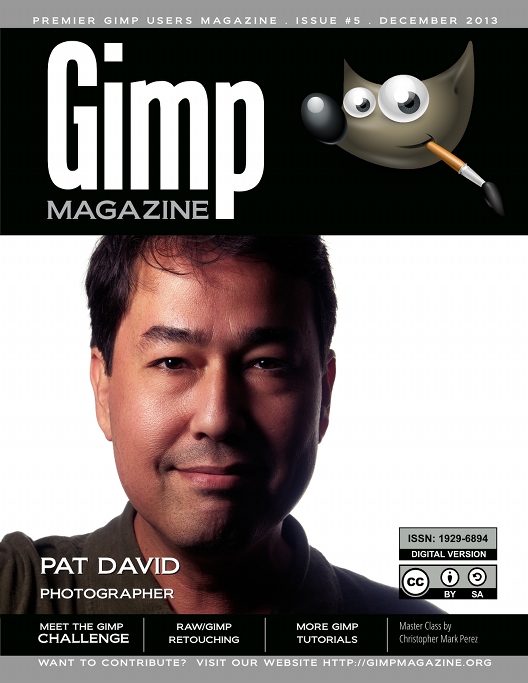 PREMIER GIMP USERS MAGAZINE . ISSUE #5 . DECEMBER 2013
Gimp
MAGAZINE
ISSN: 1929-6894
DIGITAL VERSION
cc
BY SA
PAT DAVID
PHOTOGRAPHER
MEET THE GIMP
CHALLENGE
RAW/GIMP
RETOUCHING
MORE GIMP
TUTORIALS
Master Class by
Christopher Mark Perez
WANT TO CONTRIBUTE? VISIT OUR WEBSITE HTTP://GIMPMAGAZINE.ORG